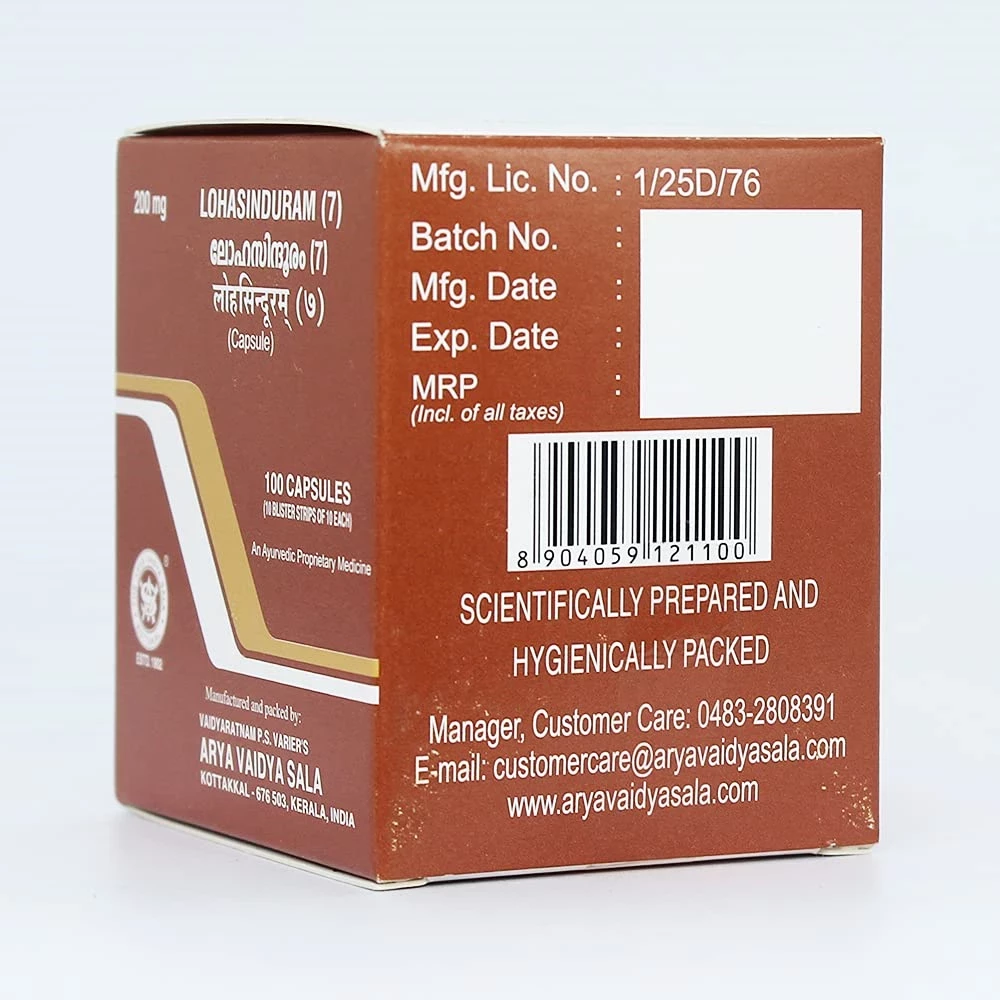 200 mg
LOHASINDURAM (7)
ലോഹസിന്ദൂരം (7)
लोहसिन्दूरम् (७)
(Capsule)
100 CAPSULES
(10 BLISTER STRIPS OF 10 EACH)
An Ayurvedic Proprietary Medicine
®
ESTD. 1902
Manufactured and packed by:
VAIDYARATNAM P.S. VARIER'S
ARYA VAIDYA SALA
KOTTAKKAL - 676 503, KERALA, INDIA
Mfg. Lic. No. : 1/25D/76
Batch No. :
Mfg. Date :
Exp. Date :
MRP :
(Incl. of all taxes)
8 904059 121100
SCIENTIFICALLY PREPARED AND
HYGIENICALLY PACKED
Manager, Customer Care: 0483-2808391
E-mail: customercare@aryavaidyasala.com
www.aryavaidyasala.com